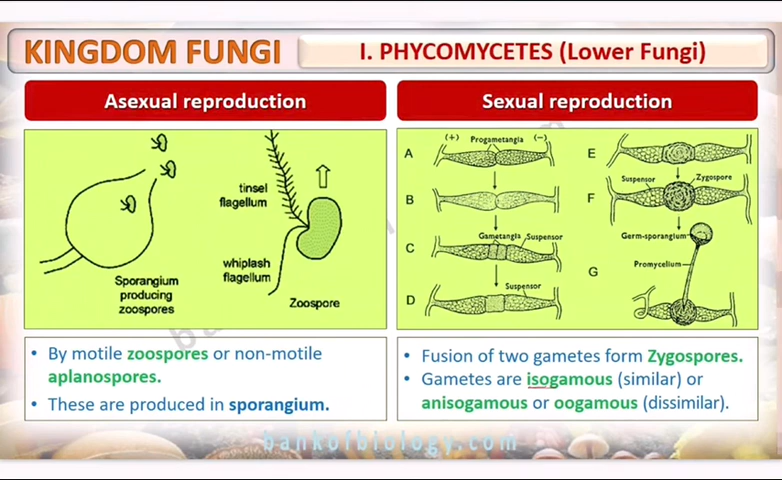 KINGDOM FUNGI
I. PHYCOMYCETES (Lower Fungi)
Asexual reproduction
tinsel
flagellum
whiplash
flagellum
Sporangium
producing
zoospores
Zoospore
• By motile zoospores or non-motile
aplanospores.
• These are produced in sporangium.
Sexual reproduction
(+) Progametangia (-)
A
B
Gametangia Suspensor
C
Suspensor
D
E
Suspensor Zygospore
F
Germ-sporangium
Promycelium
G
• Fusion of two gametes form Zygospores.
• Gametes are isogamous (similar) or
anisogamous or oogamous (dissimilar).
bankofbiology.com